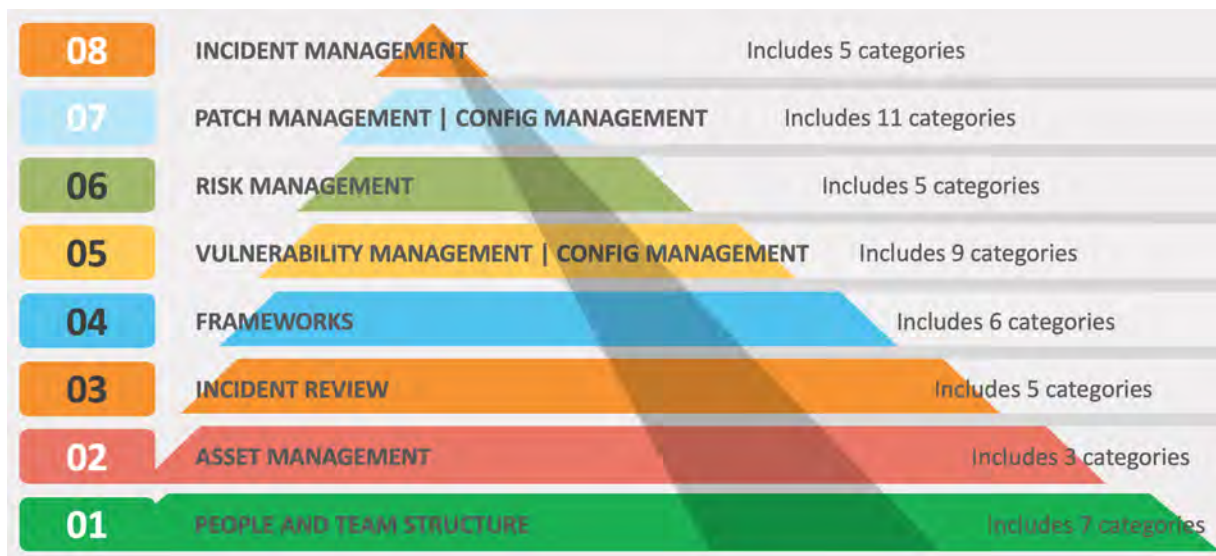 08 INCIDENT MANAGEMENT Includes 5 categories
07 PATCH MANAGEMENT | CONFIG MANAGEMENT Includes 11 categories
06 RISK MANAGEMENT Includes 5 categories
05 VULNERABILITY MANAGEMENT | CONFIG MANAGEMENT Includes 9 categories
04 FRAMEWORKS Includes 6 categories
03 INCIDENT REVIEW Includes 5 categories
02 ASSET MANAGEMENT Includes 3 categories
01 PEOPLE AND TEAM STRUCTURE Includes 7 categories